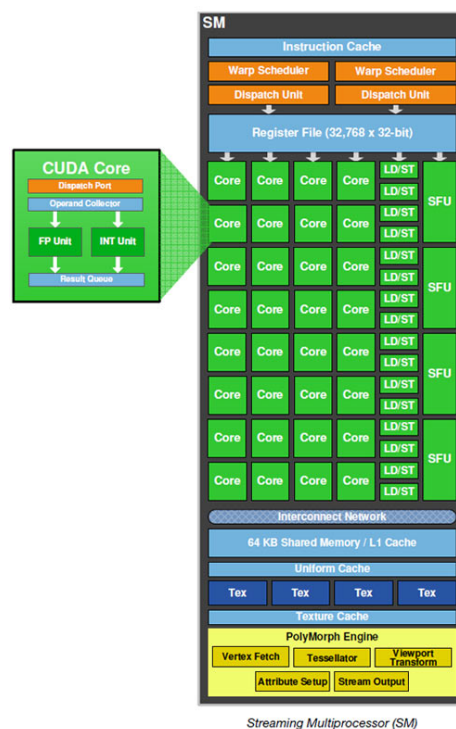 SM
Instruction Cache
Warp Scheduler Warp Scheduler
Dispatch Unit Dispatch Unit
Register File (32,768 x 32-bit)
CUDA Core
Dispatch Port
Operand Collector
FP Unit INT Unit
Result Queue
Core Core Core Core LD/ST LD/ST SFU
Core Core Core Core LD/ST LD/ST
Core Core Core Core LD/ST LD/ST SFU
Core Core Core Core LD/ST LD/ST
Core Core Core Core LD/ST LD/ST SFU
Core Core Core Core LD/ST LD/ST
Core Core Core Core LD/ST LD/ST SFU
Core Core Core Core LD/ST LD/ST
Interconnect Network
64 KB Shared Memory / L1 Cache
Uniform Cache
Tex Tex Tex Tex
Texture Cache
PolyMorph Engine
Vertex Fetch Tessellator Viewport Transform
Attribute Setup Stream Output
Streaming Multiprocessor (SM)